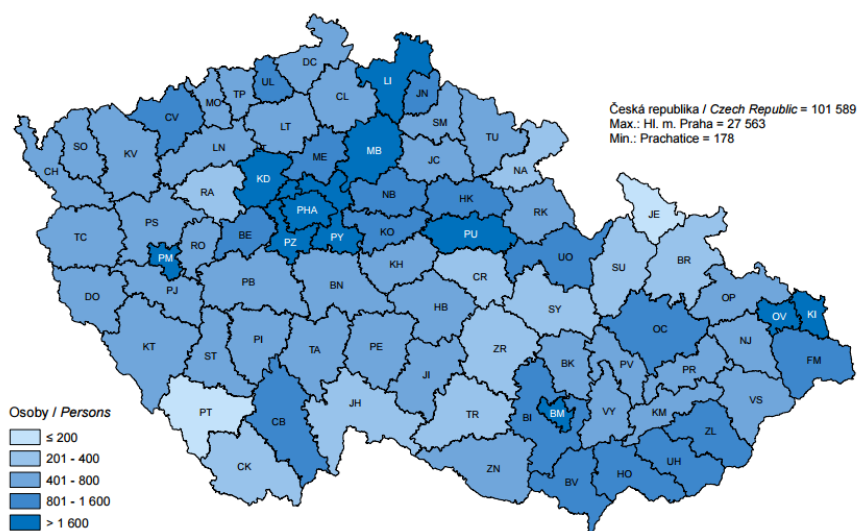 DC
LI
UL
JN
TP
MO
CL
CV
Česká republika / Czech Republic = 101 589
Max.: Hl. m. Praha = 27 563
Min.: Prachatice = 178
SM
LT
TU
SO
LN
KV
ME
MB
JC
CH
NA
KD
RA
NB
HK
RK
JE
PHA
PS
TC
BE
KO
PU
PZ
PY
RO
UO
PM
SU
BR
KH
CR
PB
BN
PJ
DO
OP
HB
SY
OV
KI
OC
KT
ST
PI
TA
PE
ZR
BK
PV
NJ
FM
PR
JI
VS
Osoby / Persons
PT
JH
TR
BI
BM
VY
KM
CB
ZL
≤ 200
201 - 400
CK
ZN
UH
HO
BV
401 - 800
801 - 1 600
> 1 600